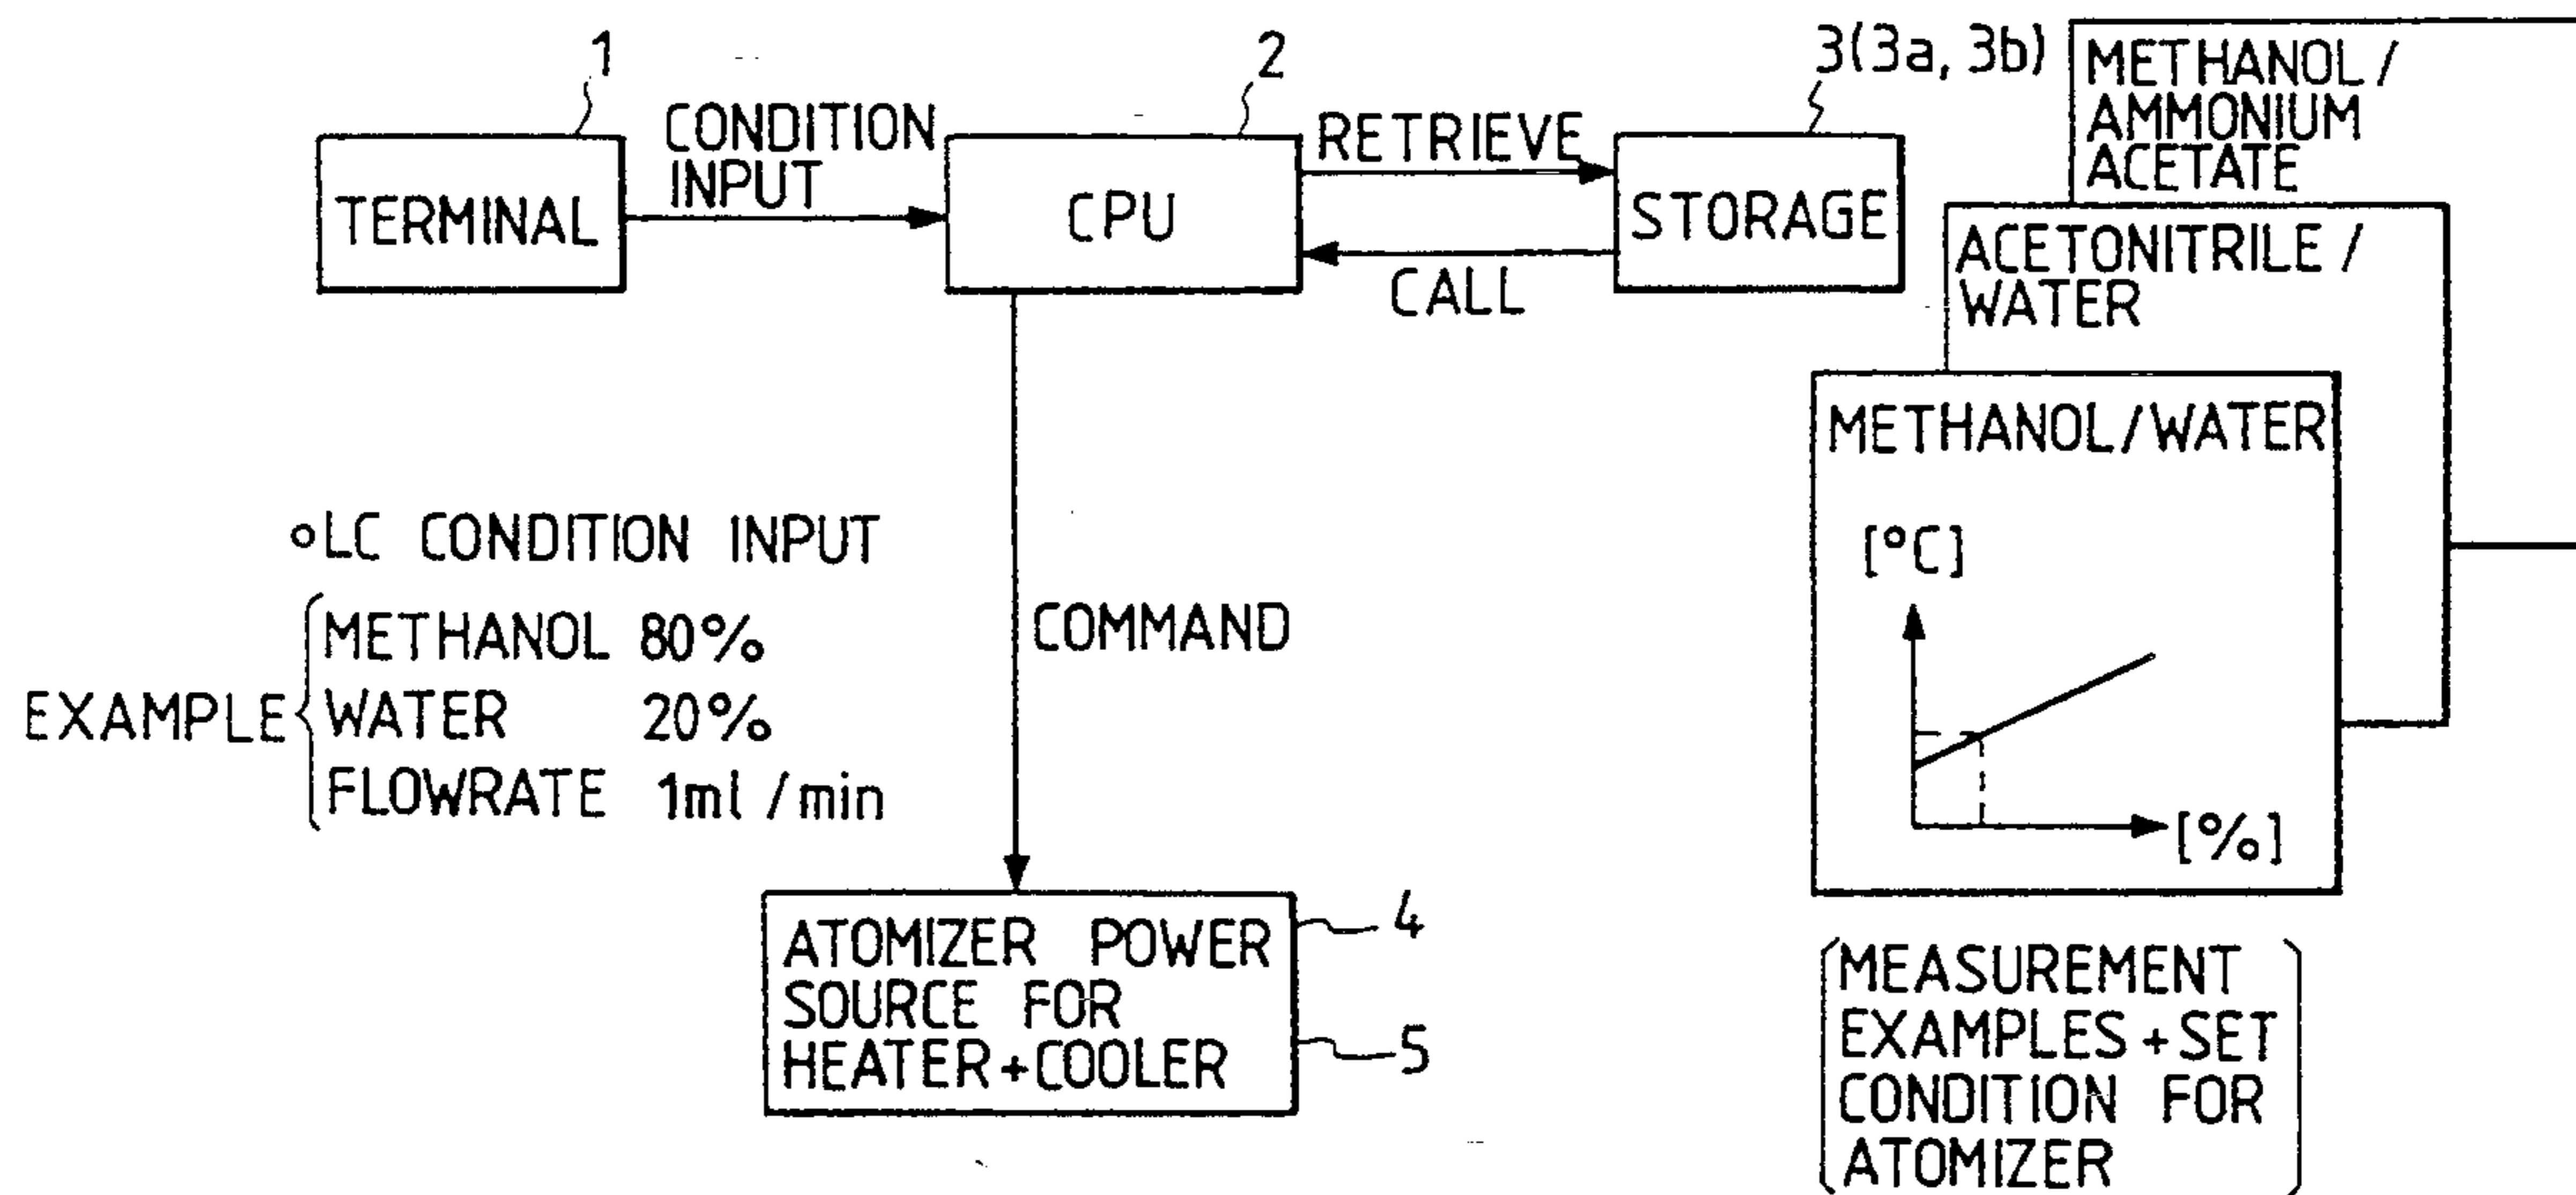 1
2
3(3a, 3b)
TERMINAL
CONDITION
INPUT
CPU
RETRIEVE
CALL
STORAGE
METHANOL /
AMMONIUM
ACETATE
ACETONITRILE /
WATER
METHANOL/WATER
[°C]
[%]
MEASUREMENT
EXAMPLES + SET
CONDITION FOR
ATOMIZER
COMMAND
∘LC CONDITION INPUT
EXAMPLE
METHANOL 80%
WATER 20%
FLOWRATE 1ml / min
ATOMIZER POWER
SOURCE FOR
HEATER + COOLER
4
5